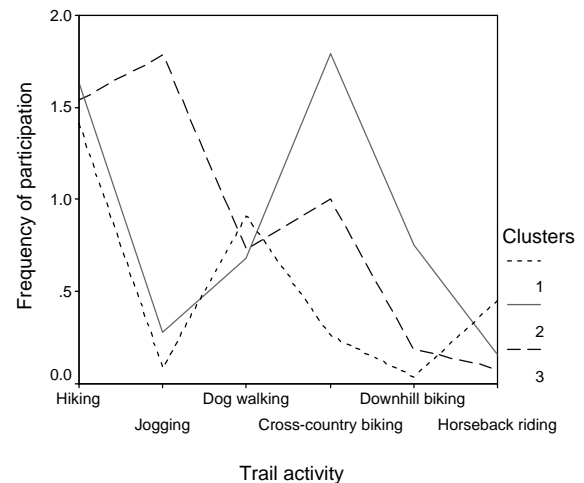 2.0
1.5
1.0
.5
0.0
Frequency of participation
Hiking
Dog walking
Downhill biking
Jogging
Cross-country biking
Horseback riding
Trail activity
Clusters
1
2
3